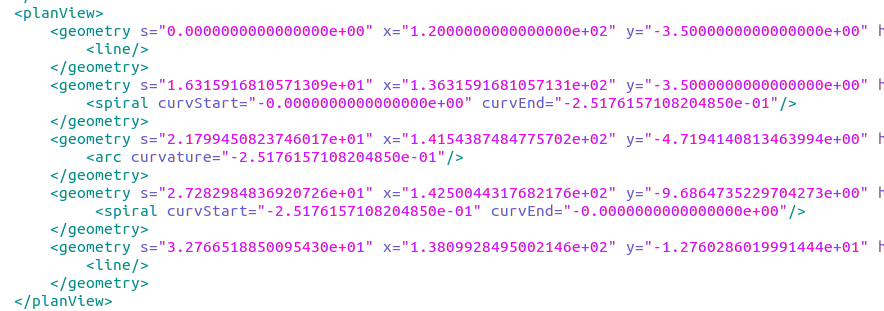 <planView>
<geometry s="0.0000000000000000e+00" x="1.2000000000000000e+02" y="-3.5000000000000000e+00" h
<line/>
</geometry>
<geometry s="1.6315916810571309e+01" x="1.3631591681057131e+02" y="-3.5000000000000000e+00" h
<spiral curvStart="-0.0000000000000000e+00" curvEnd="-2.5176157108204850e-01"/>
</geometry>
<geometry s="2.1799450823746017e+01" x="1.4154387484775702e+02" y="-4.7194140813463994e+00" h
<arc curvature="-2.5176157108204850e-01"/>
</geometry>
<geometry s="2.7282984836920726e+01" x="1.4250044317682176e+02" y="-9.6864735229704273e+00" h
<spiral curvStart="-2.5176157108204850e-01" curvEnd="-0.0000000000000000e+00"/>
</geometry>
<geometry s="3.2766518850095430e+01" x="1.3809928495002146e+02" y="-1.2760286019991444e+01" h
<line/>
</geometry>
</planView>